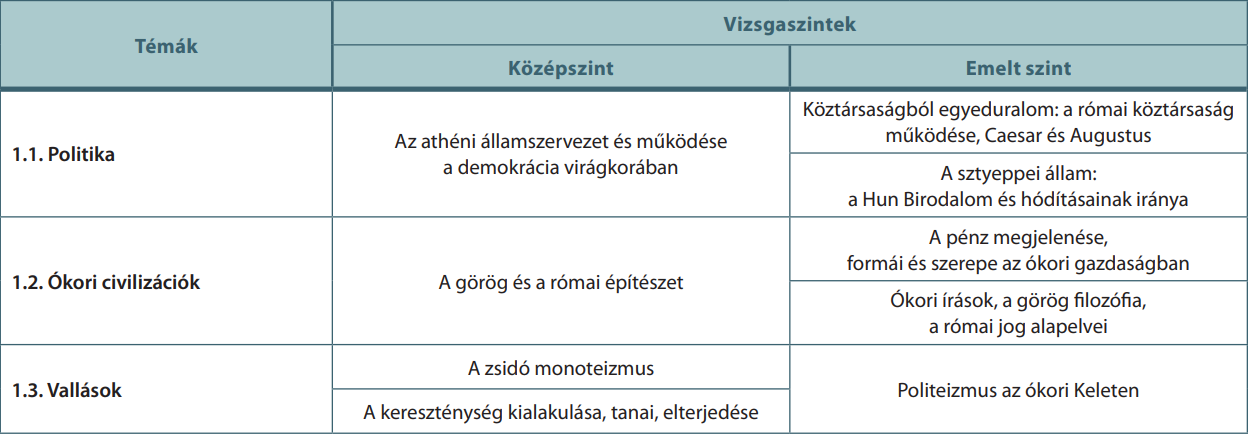 Témák
Vizsgaszintek
Középszint
Emelt szint
1.1. Politika
Az athéni államszervezet és működése
a demokrácia virágkorában
Köztársaságból egyeduralom: a római köztársaság
működése, Caesar és Augustus
A sztyeppei állam:
a Hun Birodalom és hódításainak iránya
1.2. Ókori civilizációk
A görög és a római építészet
A pénz megjelenése,
formái és szerepe az ókori gazdaságban
Ókori írások, a görög filozófia,
a római jog alapelvei
1.3. Vallások
A zsidó monoteizmus
A kereszténység kialakulása, tanai, elterjedése
Politeizmus az ókori Keleten